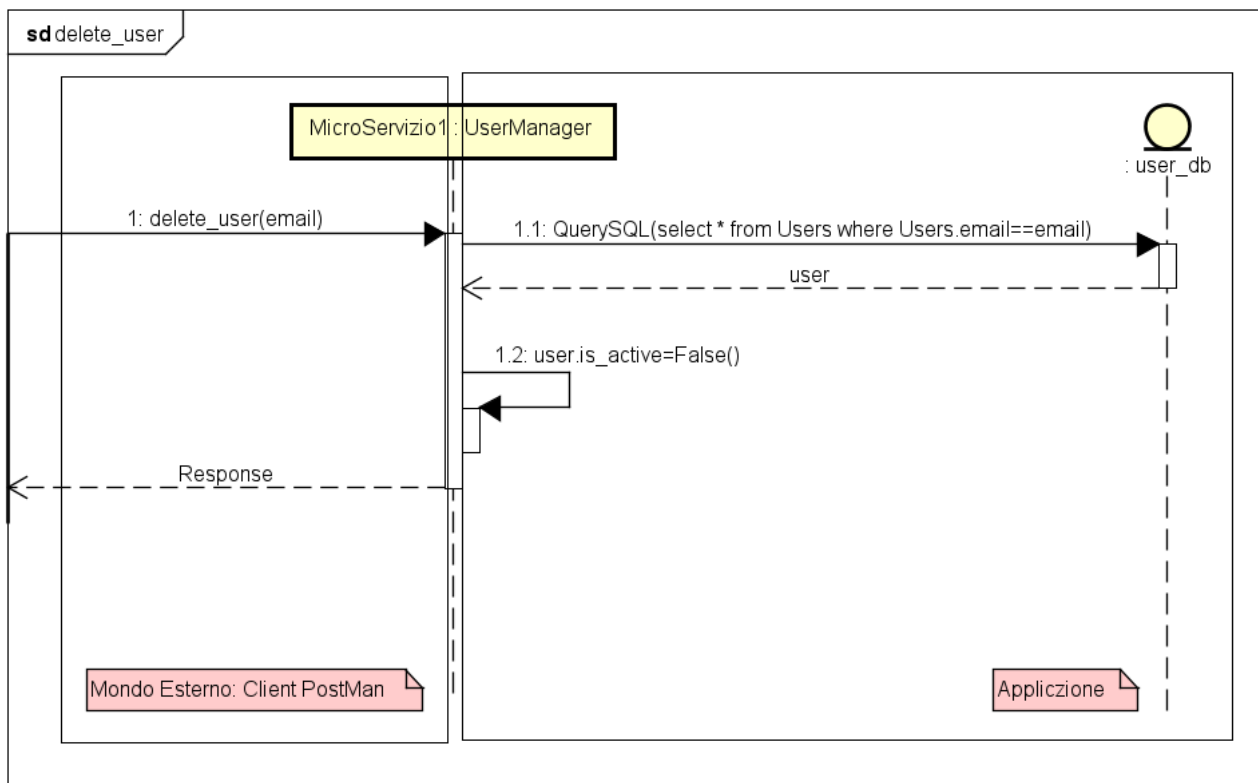 sd delete_user
MicroServizio1 : UserManager
: user_db
1: delete_user(email)
1.1: QuerySQL(select * from Users where Users.email==email)
user
1.2: user.is_active=False()
Response
Mondo Esterno: Client PostMan
Appliczione